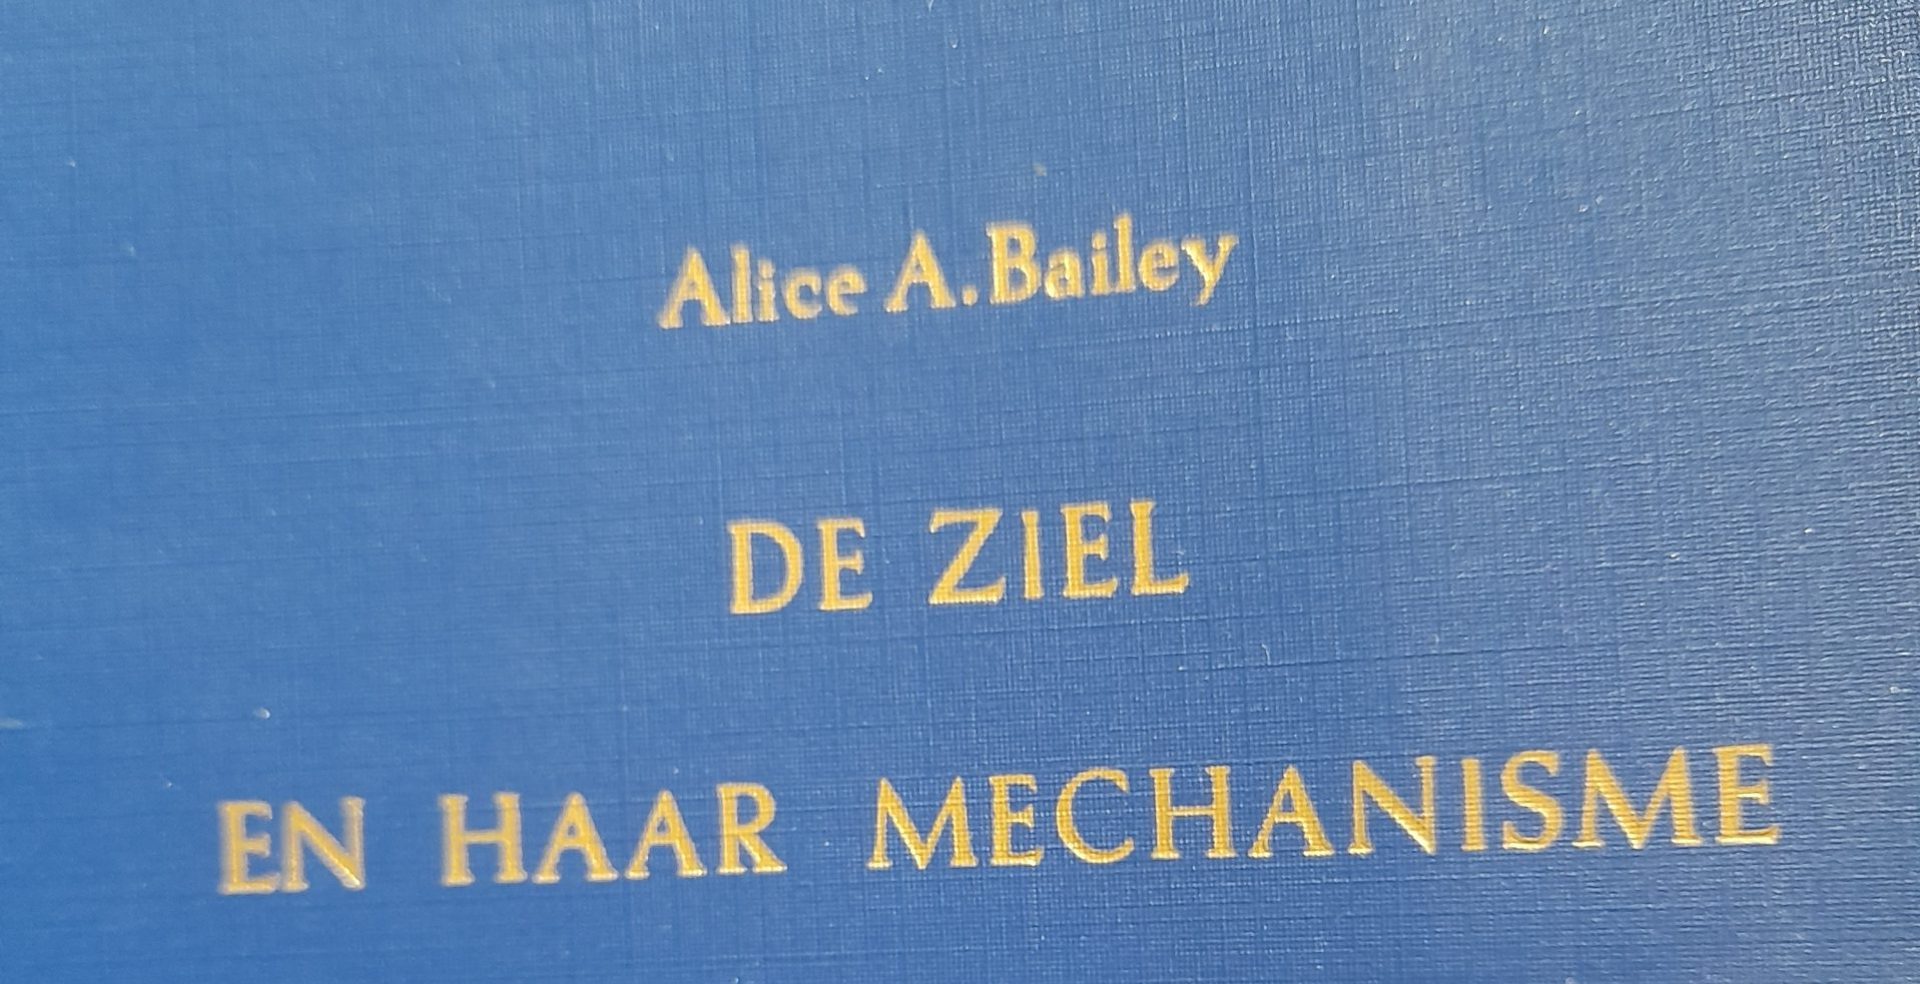 Alice A. Bailey
DE ZIEL
EN HAAR MECHANISME